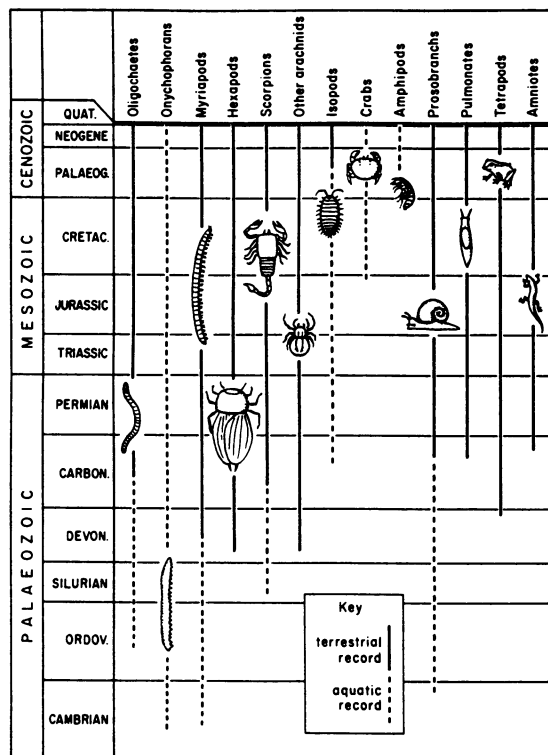 Oligochaetes
Onychophorans
Myriapods
Hexapods
Scorpions
Other arachnids
Isopods
Crabs
Amphipods
Prosobranchs
Pulmonates
Tetrapods
Amniotes
CENOZOIC
QUAT.
NEOGENE
PALAEOG.
MESOZOIC
CRETAC.
JURASSIC
TRIASSIC
PALAEOZOIC
PERMIAN
CARBON.
DEVON.
SILURIAN
ORDOV.
CAMBRIAN
Key
terrestrial
record
aquatic
record